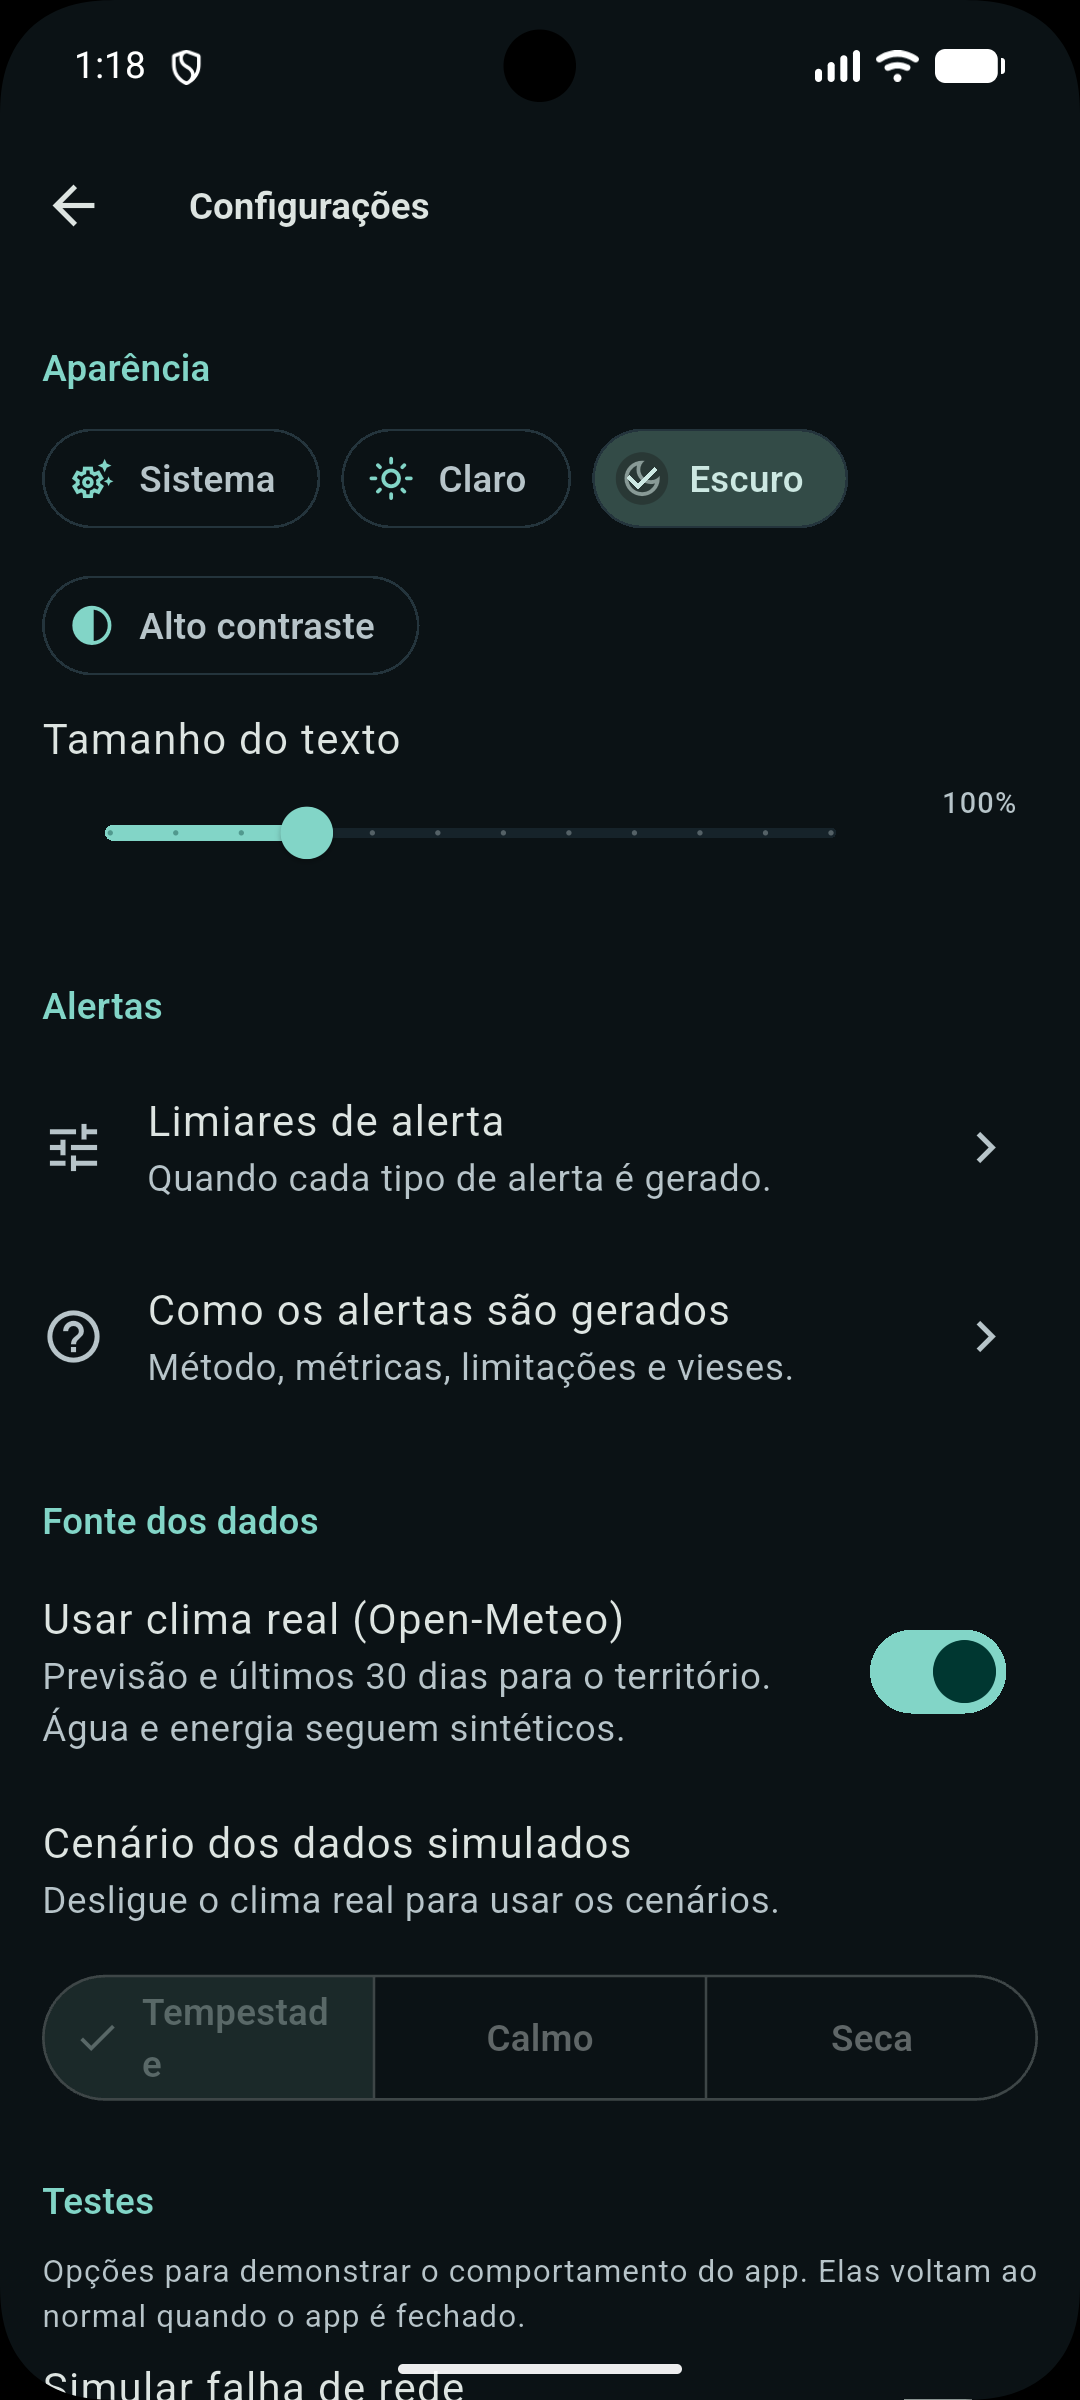 1:18
Configurações
Aparência
Sistema
Claro
Escuro
Alto contraste
Tamanho do texto
100%
Alertas
Limiares de alerta
Quando cada tipo de alerta é gerado.
Como os alertas são gerados
Método, métricas, limitações e vieses.
Fonte dos dados
Usar clima real (Open-Meteo)
Previsão e últimos 30 dias para o território.
Água e energia seguem sintéticos.
Cenário dos dados simulados
Desligue o clima real para usar os cenários.
Tempestad
e
Calmo
Seca
Testes
Opções para demonstrar o comportamento do app. Elas voltam ao
normal quando o app é fechado.
Simular falha de rede